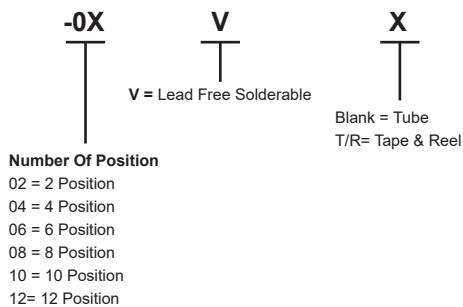 -0X V X
V = Lead Free Solderable
Blank = Tube
T/R= Tape & Reel
Number Of Position
02 = 2 Position
04 = 4 Position
06 = 6 Position
08 = 8 Position
10 = 10 Position
12= 12 Position